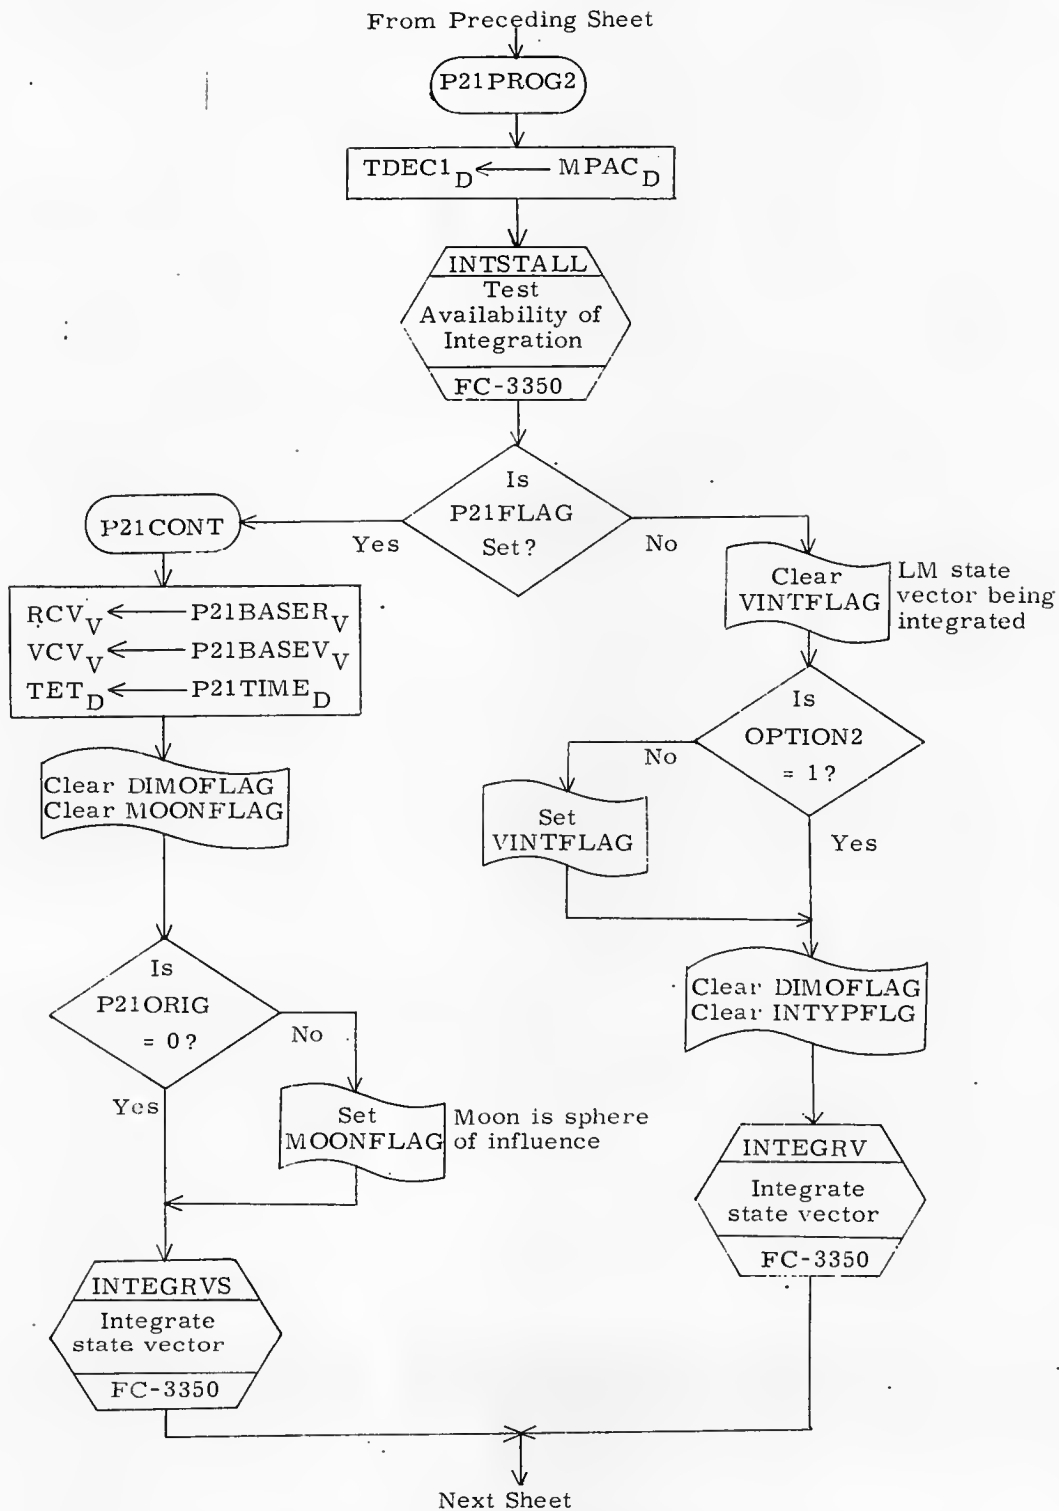 From Preceding Sheet
P21PROG2
TDEC1D MPACD
INTSTALL
Test
Availability of
Integration
FC-3350
Is
P21FLAG
Set?
Yes
No
P21CONT
RCVV P21BASERV
VCVV P21BASEVV
TETD P21TIMED
Clear DIMOFLAG
Clear MOONFLAG
Is
P21ORIG
= 0?
No
Yes
Set
MOONFLAG
Moon is sphere
of influence
INTEGRVS
Integrate
state vector
FC-3350
Clear
VINTFLAG
LM state
vector being
integrated
Is
OPTION2
= 1?
No
Yes
Set
VINTFLAG
Clear DIMOFLAG
Clear INTYPFLG
INTEGRV
Integrate
state vector
FC-3350
Next Sheet